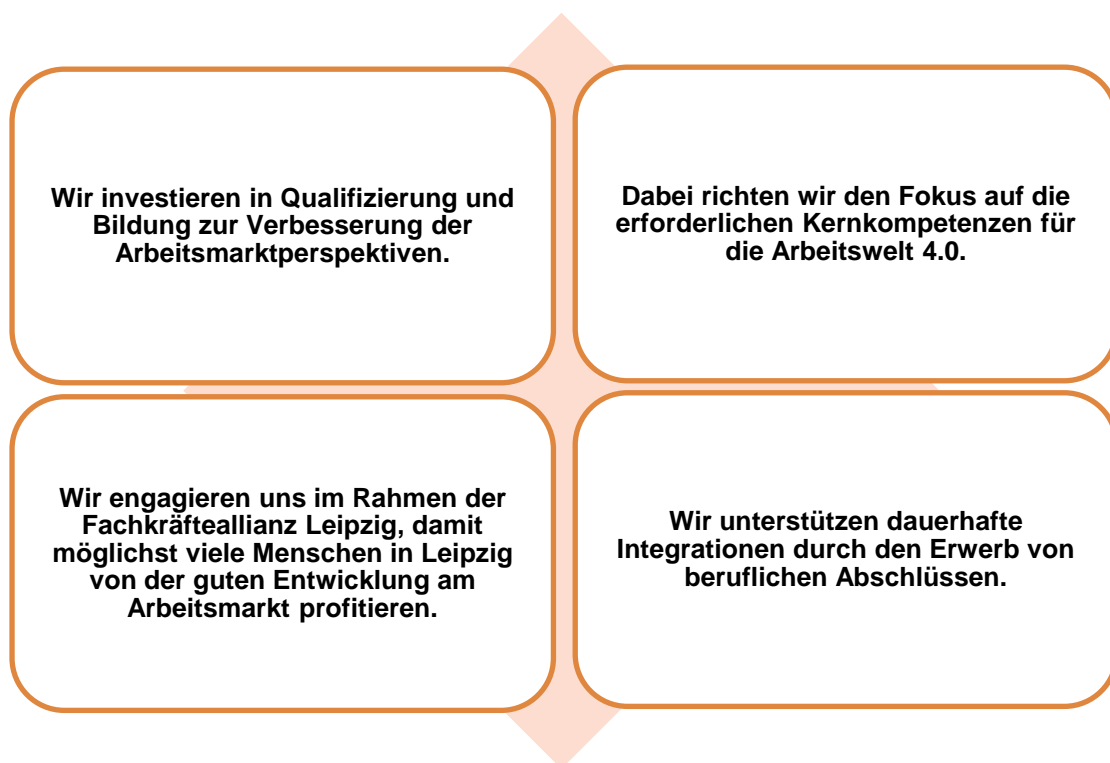 Wir investieren in Qualifizierung und
Bildung zur Verbesserung der
Arbeitsmarktperspektiven.
Dabei richten wir den Fokus auf die
erforderlichen Kernkompetenzen für
die Arbeitswelt 4.0.
Wir engagieren uns im Rahmen der
Fachkräfteallianz Leipzig, damit
möglichst viele Menschen in Leipzig
von der guten Entwicklung am
Arbeitsmarkt profitieren.
Wir unterstützen dauerhafte
Integrationen durch den Erwerb von
beruflichen Abschlüssen.